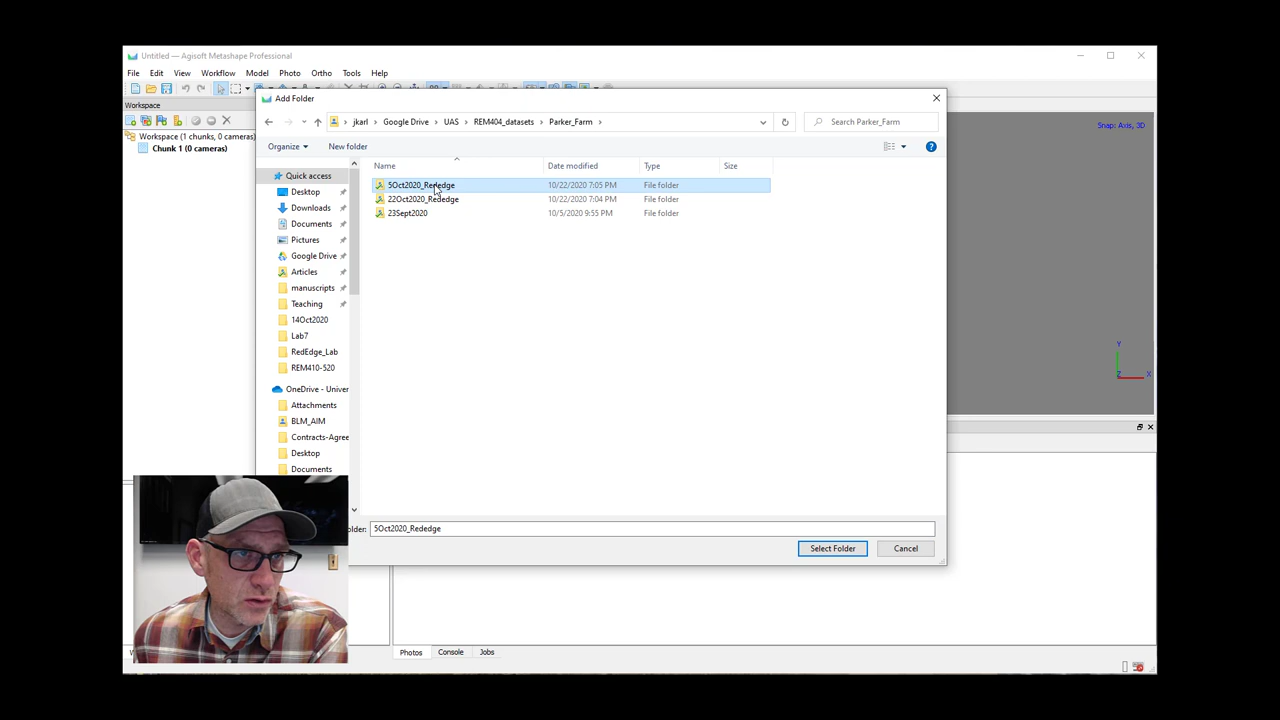 Untitled — Agisoft Metashape Professional
File Edit View Workflow Model Photo Ortho Tools Help
Workspace
Workspace (1 chunks, 0 cameras)
Chunk 1 (0 cameras)
Add Folder
jkarl > Google Drive > UAS > REM404_datasets > Parker_Farm >
Search Parker_Farm
Organize
New folder
Name Date modified Type Size
5Oct2020_Rededge 10/22/2020 7:05 PM File folder
22Oct2020_Rededge 10/22/2020 7:04 PM File folder
23Sept2020 10/5/2020 9:55 PM File folder
Quick access
Desktop
Downloads
Documents
Pictures
Google Drive
Articles
manuscripts
Teaching
14Oct2020
Lab7
RedEdge_Lab
REM410-520
OneDrive - Univer
Attachments
BLM_AIM
Contracts-Agree
Desktop
Documents
older: 5Oct2020_Rededge
Select Folder Cancel
Snap: Axis, 3D
Y
Z X
Photos Console Jobs